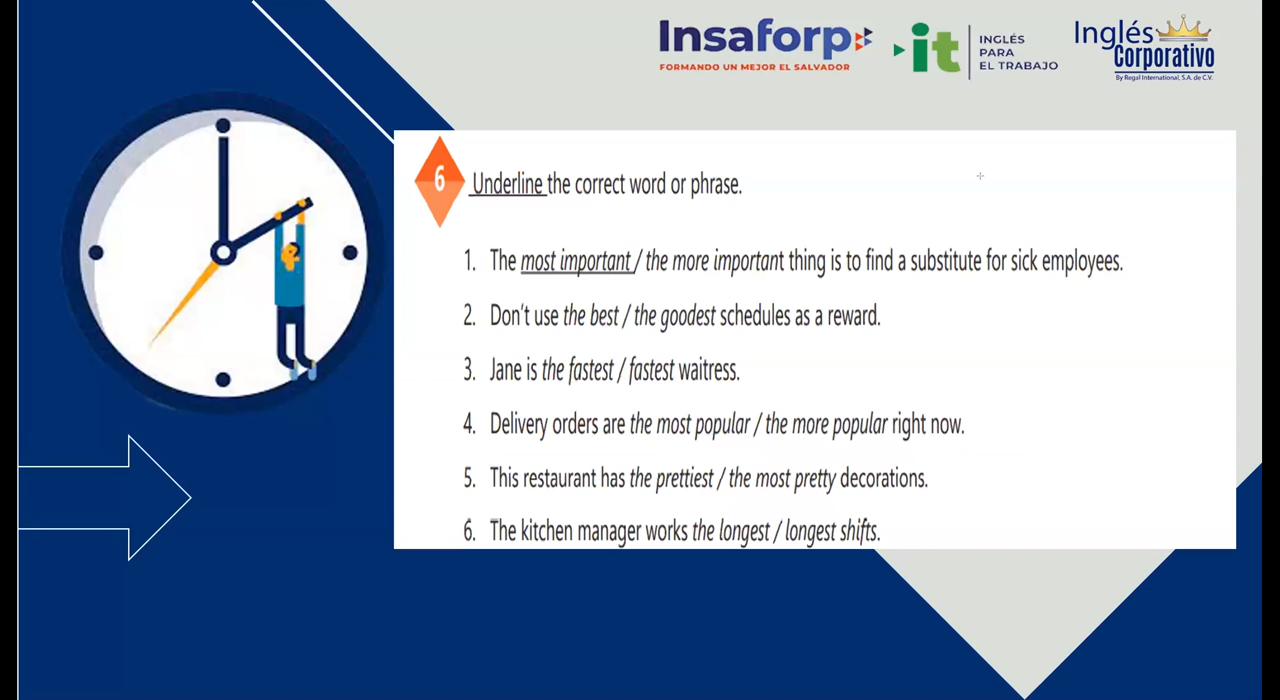 Insaforp
FORMANDO UN MEJOR EL SALVADOR
it
INGLÉS
PARA
EL TRABAJO
Inglés
Corporativo
By Regal International, S.A. de C.V.
6 Underline the correct word or phrase.
1. The most important / the more important thing is to find a substitute for sick employees.
2. Don't use the best / the goodest schedules as a reward.
3. Jane is the fastest / fastest waitress.
4. Delivery orders are the most popular / the more popular right now.
5. This restaurant has the prettiest / the most pretty decorations.
6. The kitchen manager works the longest / longest shifts.